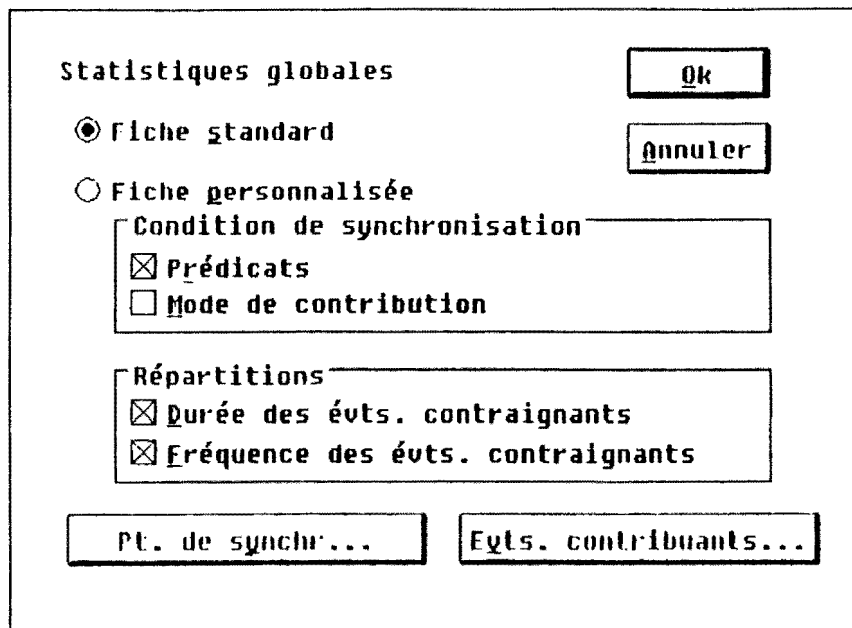 Statistiques globales
Ok
Fiche standard
Annuler
Fiche personnalisée
Condition de synchronisation
Prédicats
Mode de contribution
Répartitions
Durée des évts. contraignants
Fréquence des évts. contraignants
Pt. de synchr...
Evts. contribuants...